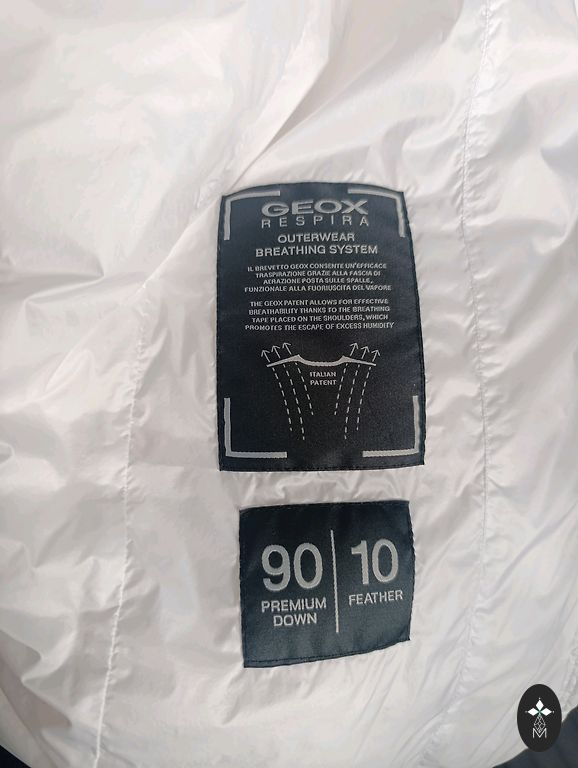 GEOX
RESPIRA
OUTERWEAR
BREATHING SYSTEM
IL BREVETTO GEOX CONSENTE UN'EFFICACE
TRASPIRAZIONE GRAZIE ALLA FASCIA DI
AERAZIONE POSTA SULLE SPALLE,
FUNZIONALE ALLA FUORIUSCITA DEL VAPORE
THE GEOX PATENT ALLOWS FOR EFFECTIVE
BREATHABILITY THANKS TO THE BREATHING
TAPE PLACED ON THE SHOULDERS, WHICH
PROMOTES THE ESCAPE OF EXCESS HUMIDITY
ITALIAN
PATENT
90
PREMIUM
DOWN
10
FEATHER
M